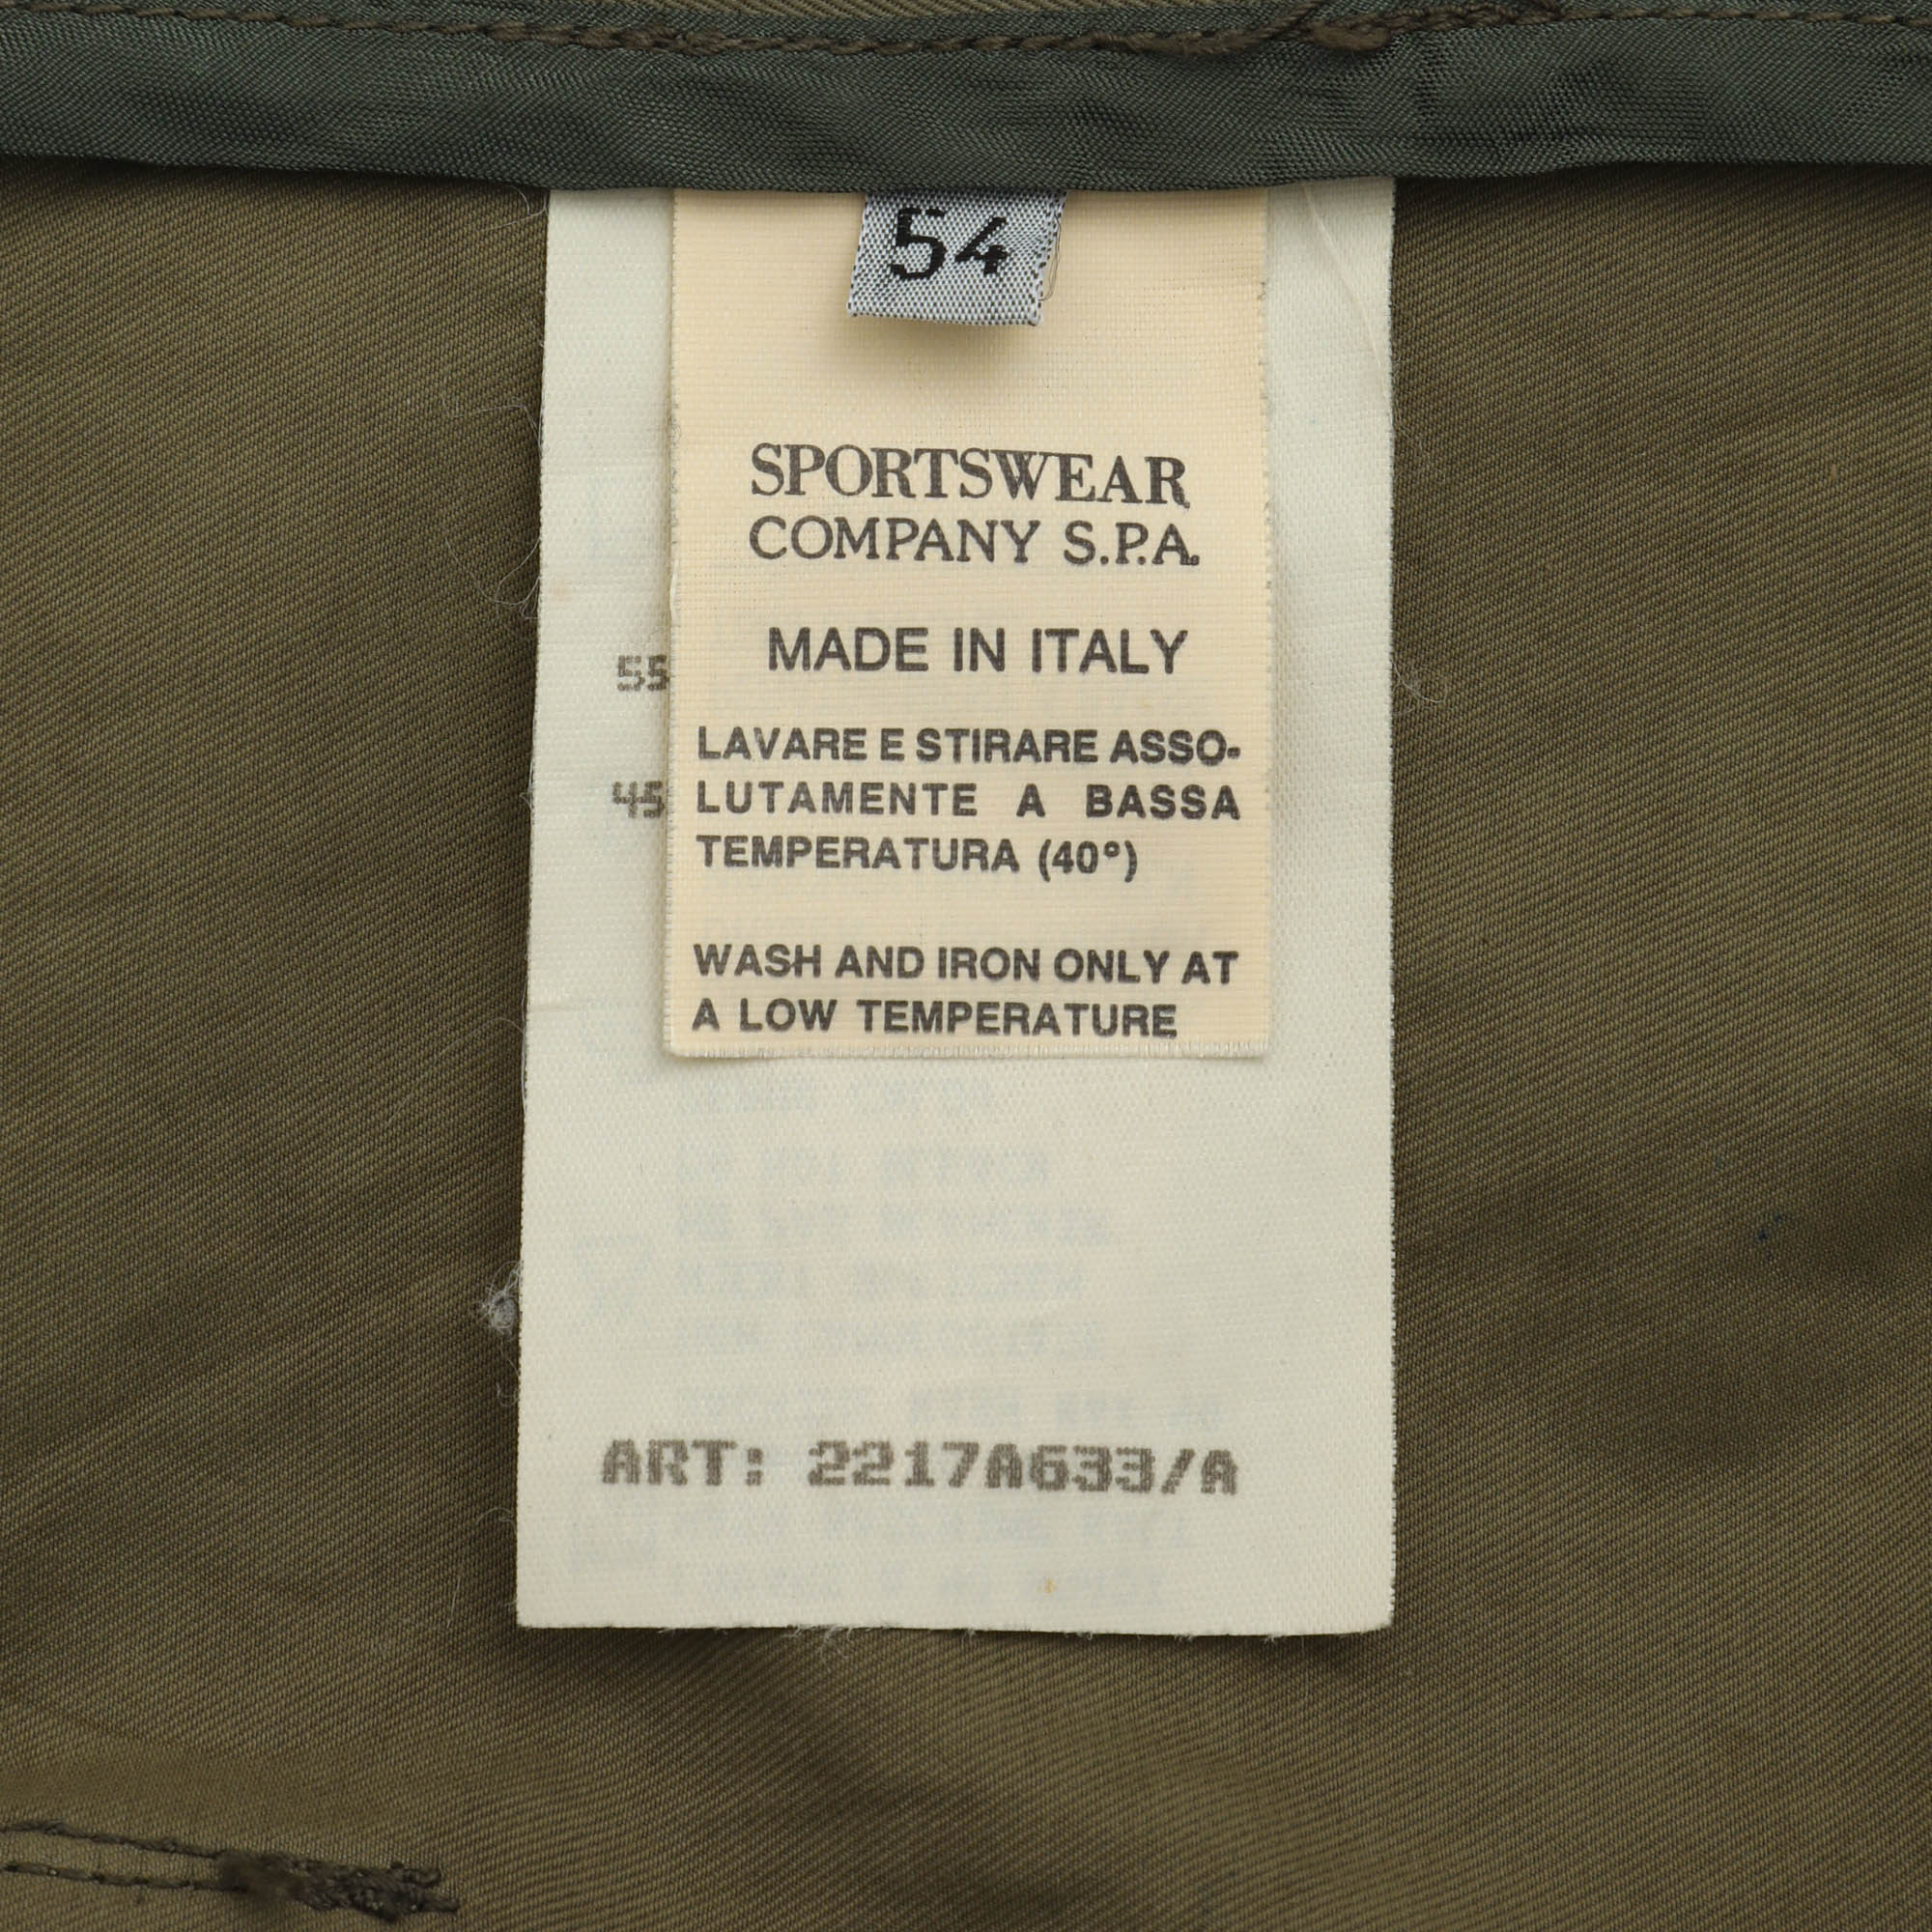 54
SPORTSWEAR
COMPANY S.P.A.
MADE IN ITALY
55
LAVARE E STIRARE ASSO-
45
LUTAMENTE A BASSA
TEMPERATURA (40°)
WASH AND IRON ONLY AT
A LOW TEMPERATURE
ART: 2217A633/A